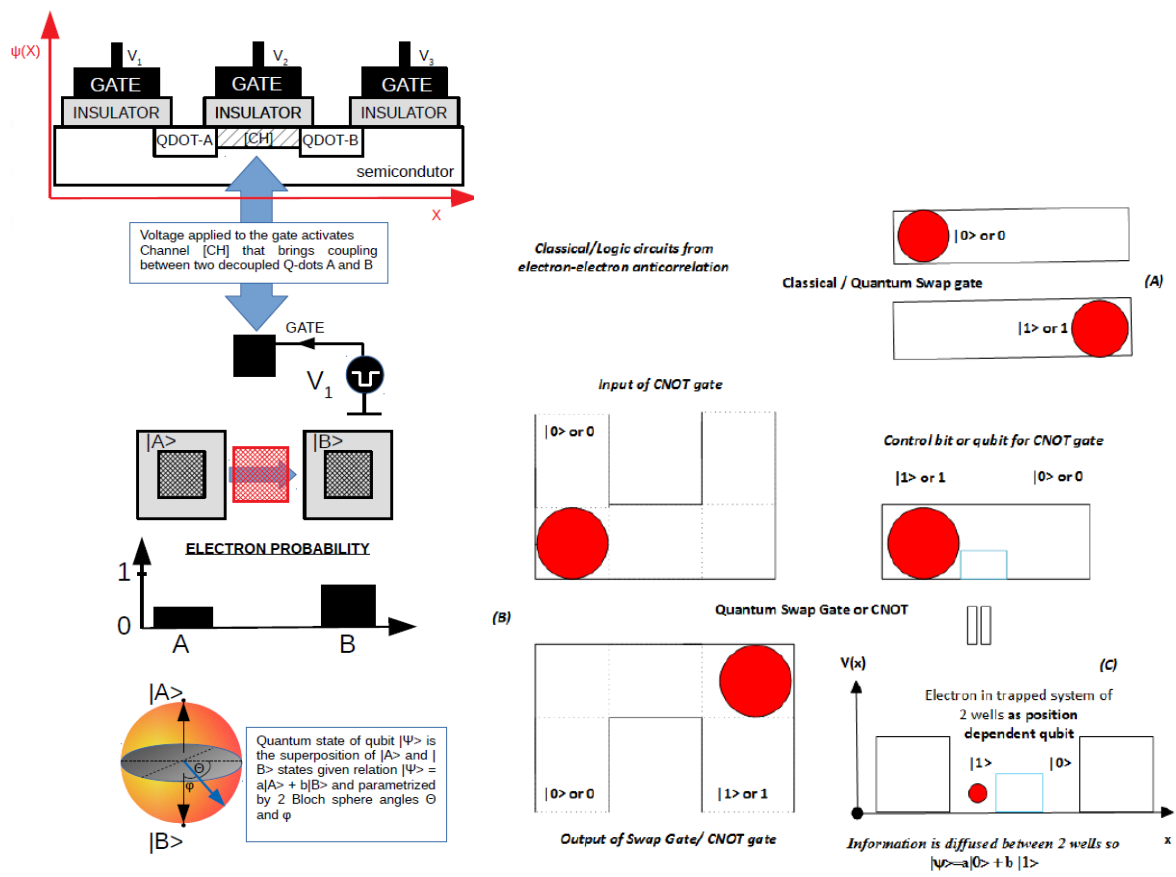 ψ(X)
V1
V2
V3
GATE
GATE
GATE
INSULATOR
INSULATOR
INSULATOR
QDOT-A
[CH]
QDOT-B
semicondutor
X
Voltage applied to the gate activates
Channel [CH] that brings coupling
between two decoupled Q-dots A and B
GATE
V1
|A>
|B>
ELECTRON PROBABILITY
1
0
A
B
|A>
Θ
φ
|B>
Quantum state of qubit |Ψ> is
the superposition of |A> and |
B> states given relation |Ψ> =
a|A> + b|B> and parametrized
by 2 Bloch sphere angles Θ
and φ
Classical/Logic circuits from
electron-electron anticorrelation
|0> or 0
Classical / Quantum Swap gate
(A)
|1> or 1
Input of CNOT gate
|0> or 0
Control bit or qubit for CNOT gate
|1> or 1
|0> or 0
(B)
Quantum Swap Gate or CNOT
|0> or 0
|1> or 1
Output of Swap Gate/ CNOT gate
V(x)
(C)
Electron in trapped system of
2 wells as position
dependent qubit
|1>
|0>
x
Information is diffused between 2 wells so
|ψ>=a|0> + b |1>